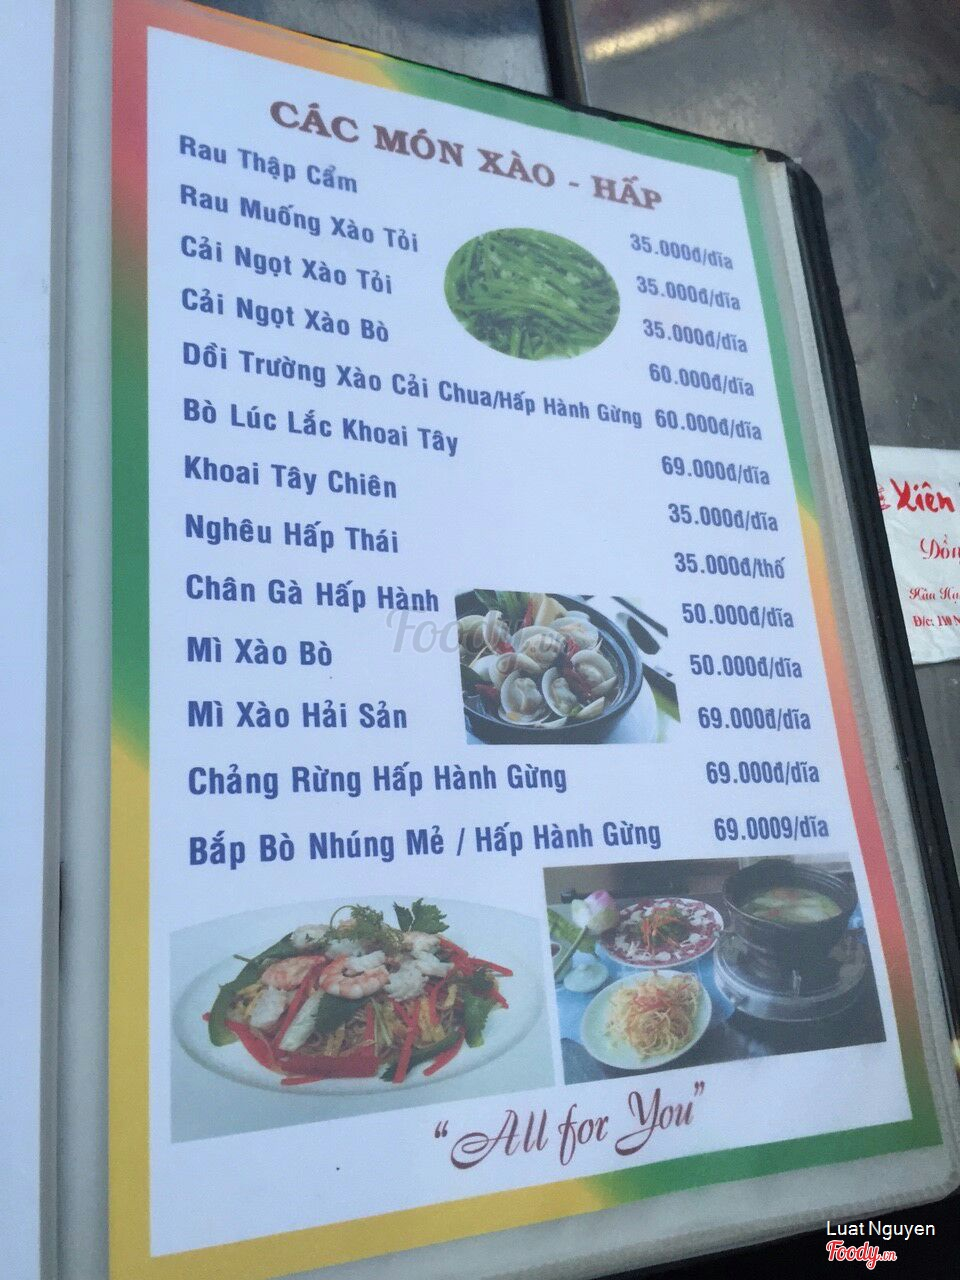 CÁC MÓN XÀO - HẤP
Rau Thập Cẩm 35.000đ/dĩa
Rau Muống Xào Tỏi 35.000đ/dĩa
Cải Ngọt Xào Tỏi 35.000đ/dĩa
Cải Ngọt Xào Bò 60.000đ/dĩa
Dồi Trường Xào Cải Chua/Hấp Hành Gừng 60.000đ/dĩa
Bò Lúc Lắc Khoai Tây 69.000đ/dĩa
Khoai Tây Chiên 35.000đ/dĩa
Nghêu Hấp Thái 35.000đ/thố
Chân Gà Hấp Hành 50.000đ/dĩa
Mì Xào Bò 50.000đ/dĩa
Mì Xào Hải Sản 69.000đ/dĩa
Chảng Rừng Hấp Hành Gừng 69.000đ/dĩa
Bắp Bò Nhúng Mẻ / Hấp Hành Gừng 69.0009/dĩa
"All for You"
Xiên
Đ/c: 110 N
Foody.vn
Luat Nguyen
Foody.vn